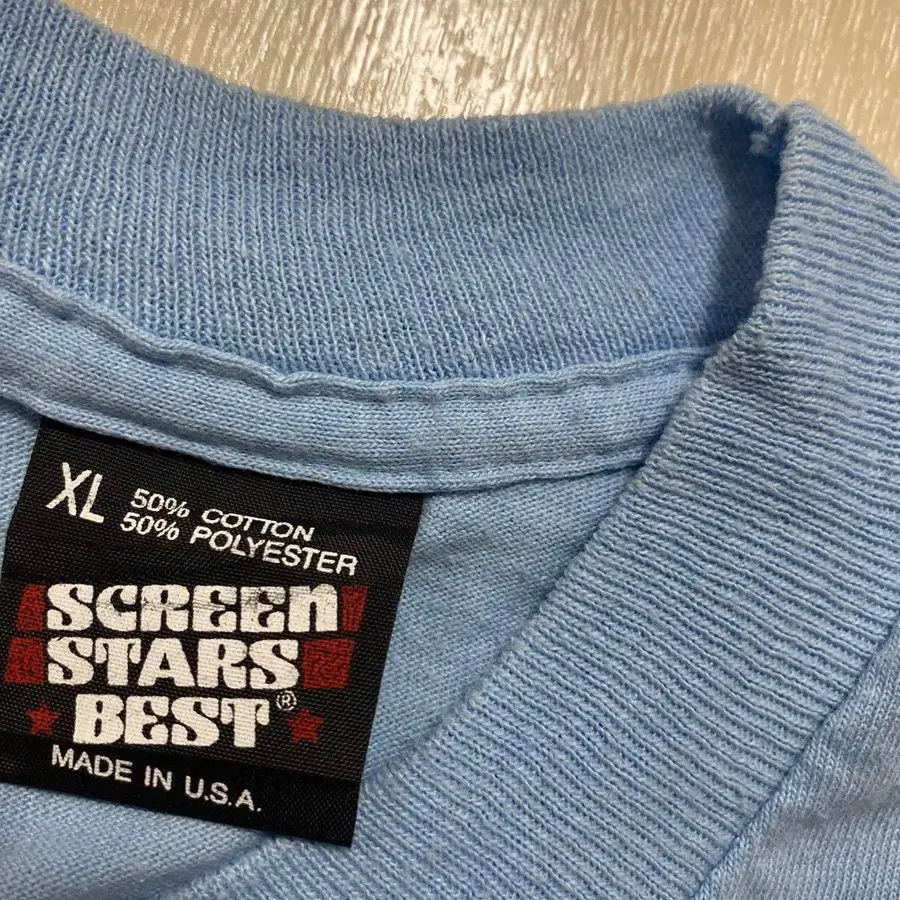 XL 50% COTTON
50% POLYESTER
SCREEN
STARS
BEST®
MADE IN U.S.A.